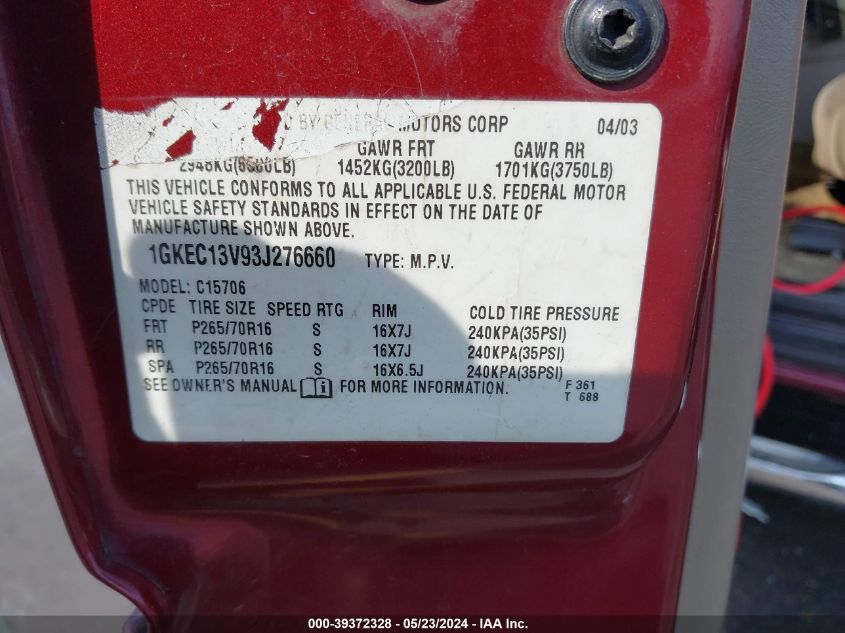 BY GENERAL MOTORS CORP 04/03
GAWR FRT GAWR RR
1452KG(3200LB) 1701KG(3750LB)
THIS VEHICLE CONFORMS TO ALL APPLICABLE U.S. FEDERAL MOTOR
VEHICLE SAFETY STANDARDS IN EFFECT ON THE DATE OF
MANUFACTURE SHOWN ABOVE.
1GKEC13V93J276660 TYPE: M.P.V.
MODEL: C15706
CPDE TIRE SIZE SPEED RTG RIM COLD TIRE PRESSURE
FRT P265/70R16 S 16X7J 240KPA(35PSI)
RR P265/70R16 S 16X7J 240KPA(35PSI)
SPA P265/70R16 S 16X6.5J 240KPA(35PSI)
SEE OWNER'S MANUAL i FOR MORE INFORMATION.
F 361
T 688
000-39372328 - 05/23/2024 - IAA Inc.